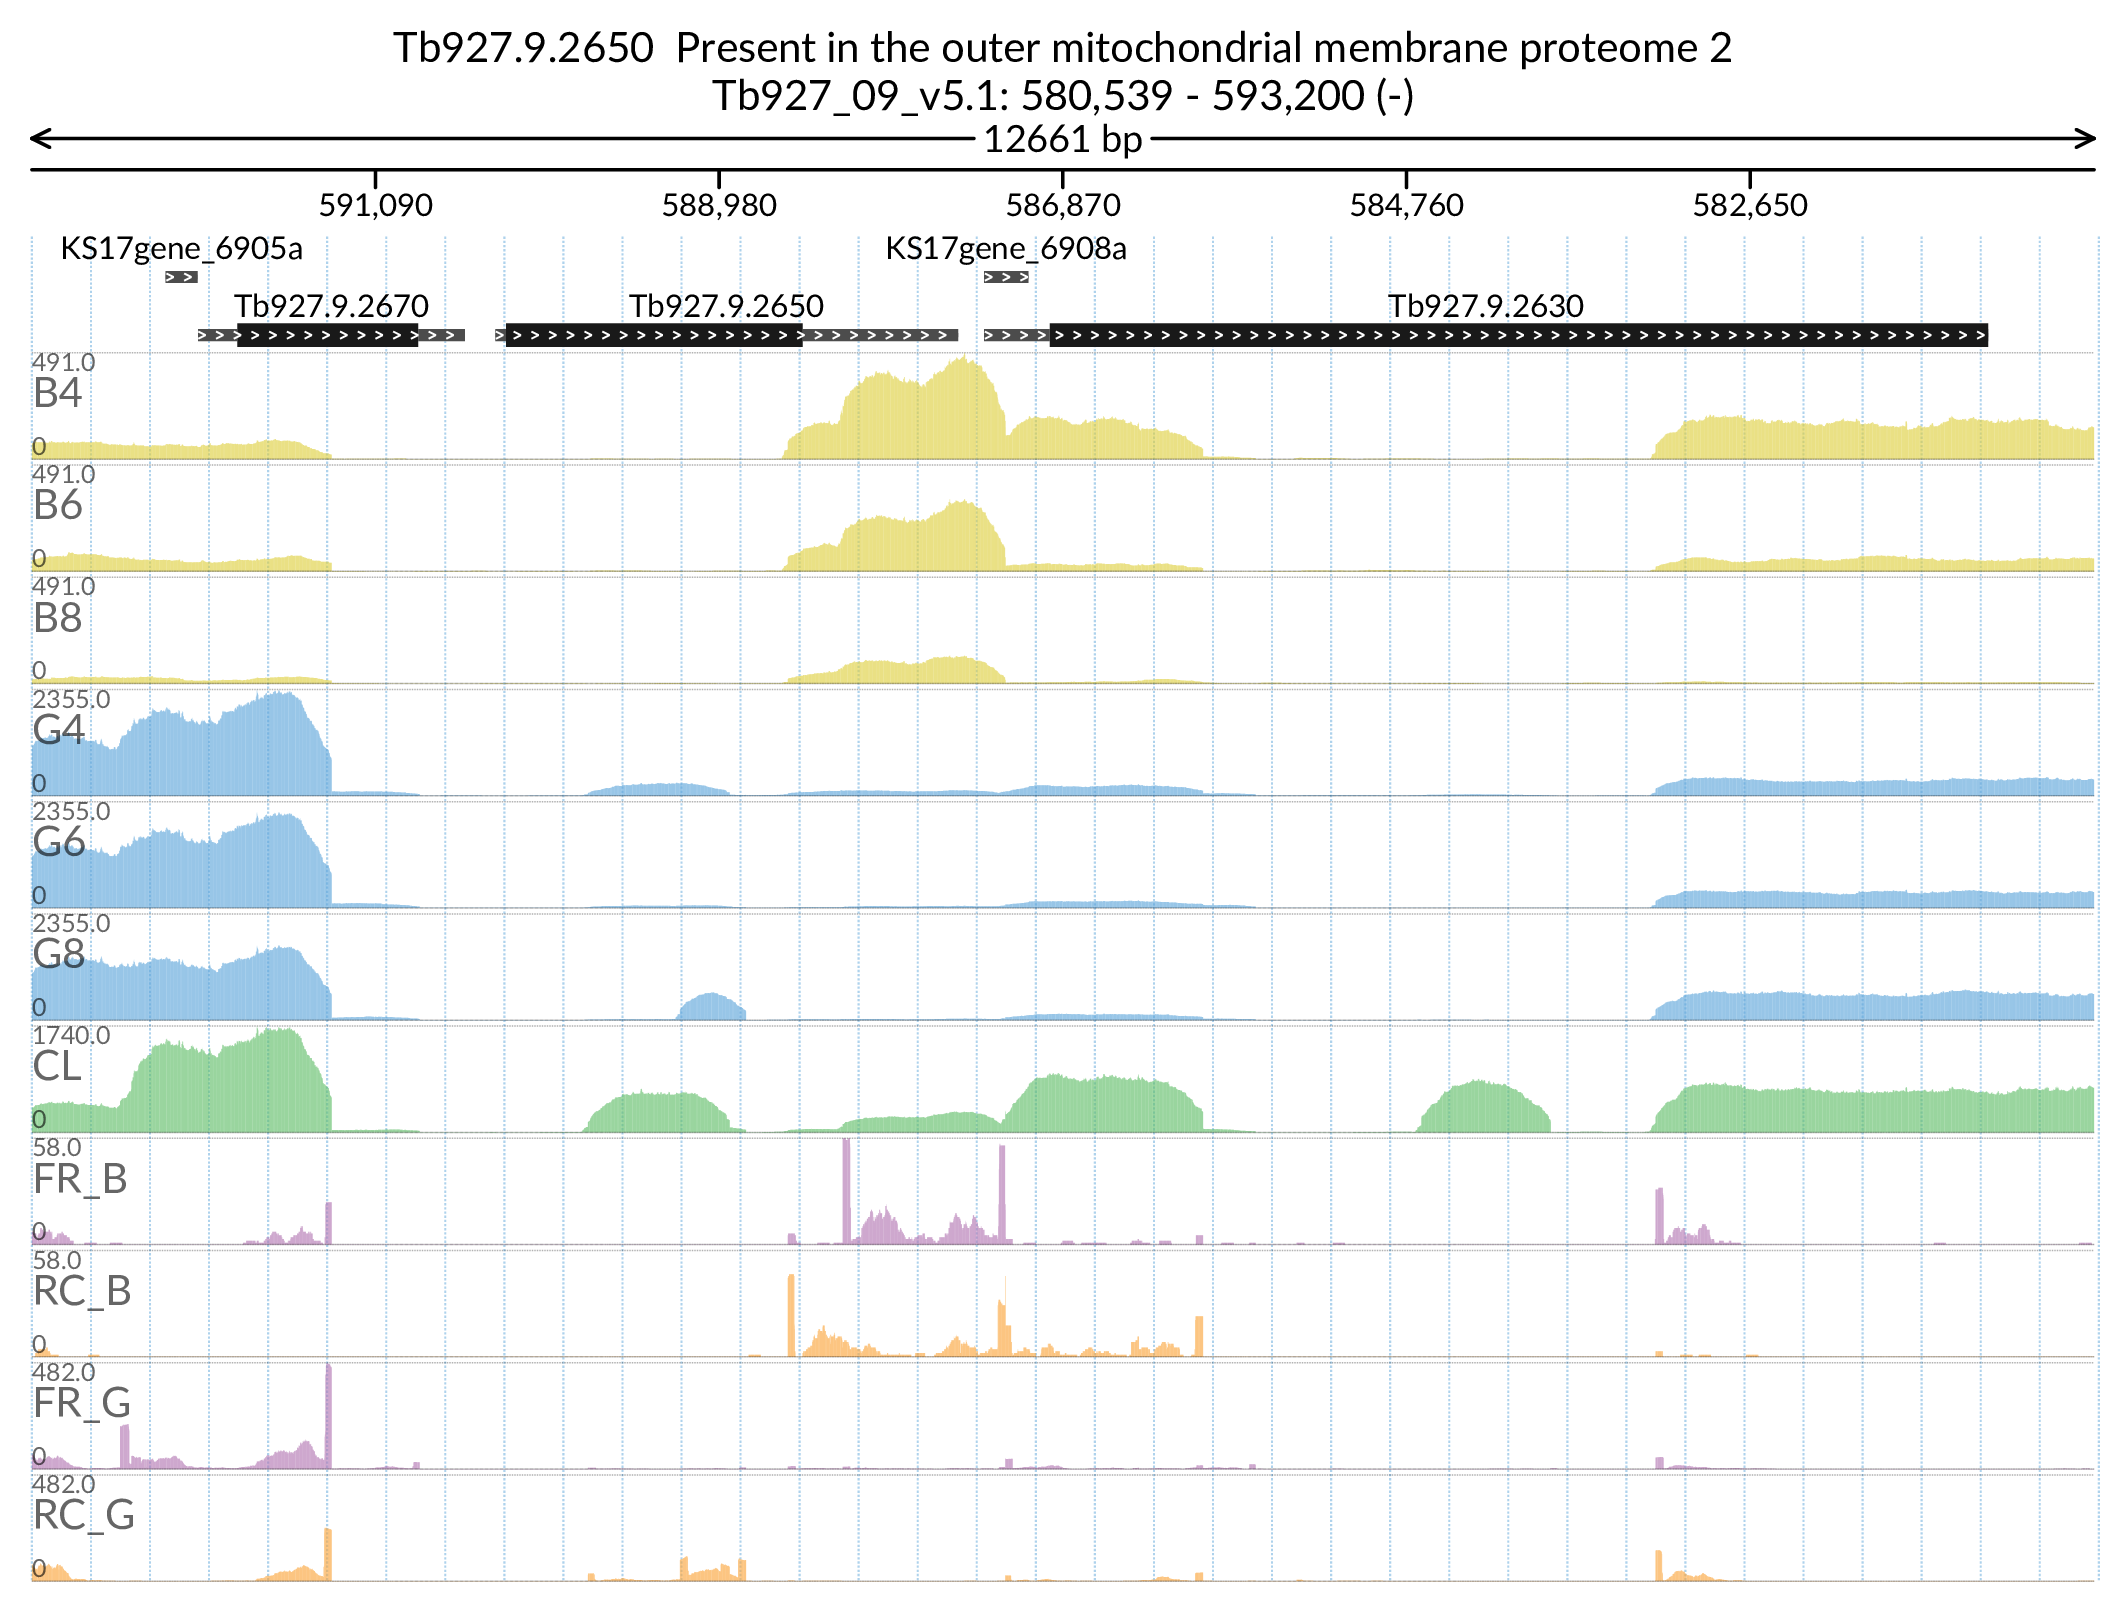 Tb927.9.2650  Present in the outer mitochondrial membrane proteome 2
Tb927_09_v5.1: 580,539 - 593,200 (-)
12661 bp
591,090 588,980 586,870 584,760 582,650
KS17gene_6905a KS17gene_6908a
Tb927.9.2670 Tb927.9.2650 Tb927.9.2630
491.0
B4
0
491.0
B6
0
491.0
B8
0
2355.0
G4
0
2355.0
G6
0
2355.0
G8
0
1740.0
CL
0
58.0
FR_B
0
58.0
RC_B
0
482.0
FR_G
0
482.0
RC_G
0